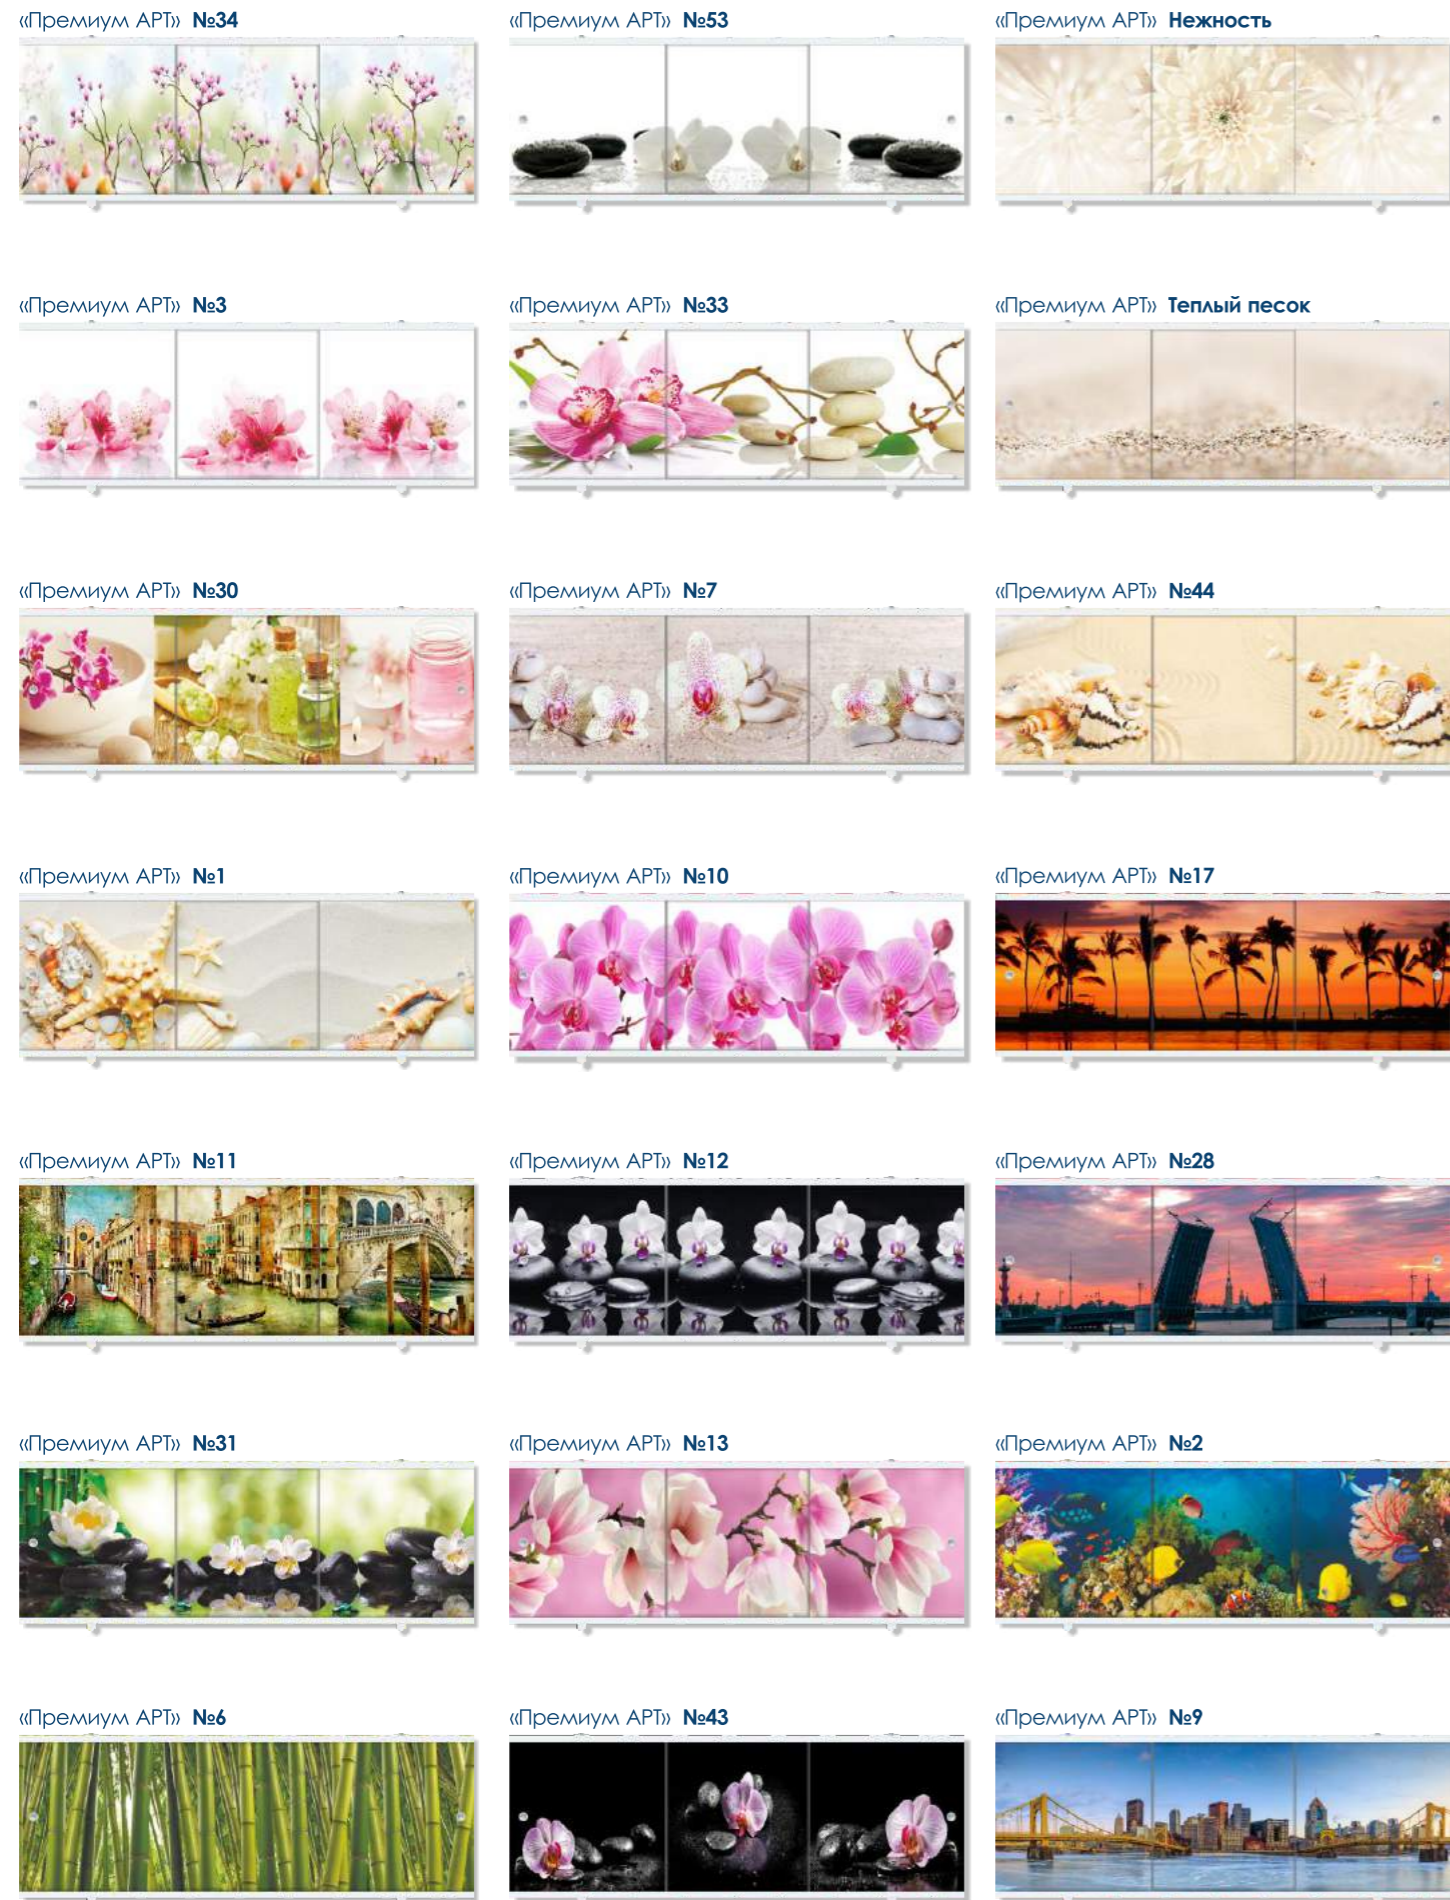 «Премиум АРТ» №34
«Премиум АРТ» №53
«Премиум АРТ» Нежность
«Премиум АРТ» №3
«Премиум АРТ» №33
«Премиум АРТ» Теплый песок
«Премиум АРТ» №30
«Премиум АРТ» №7
«Премиум АРТ» №44
«Премиум АРТ» №1
«Премиум АРТ» №10
«Премиум АРТ» №17
«Премиум АРТ» №11
«Премиум АРТ» №12
«Премиум АРТ» №28
«Премиум АРТ» №31
«Премиум АРТ» №13
«Премиум АРТ» №2
«Премиум АРТ» №6
«Премиум АРТ» №43
«Премиум АРТ» №9